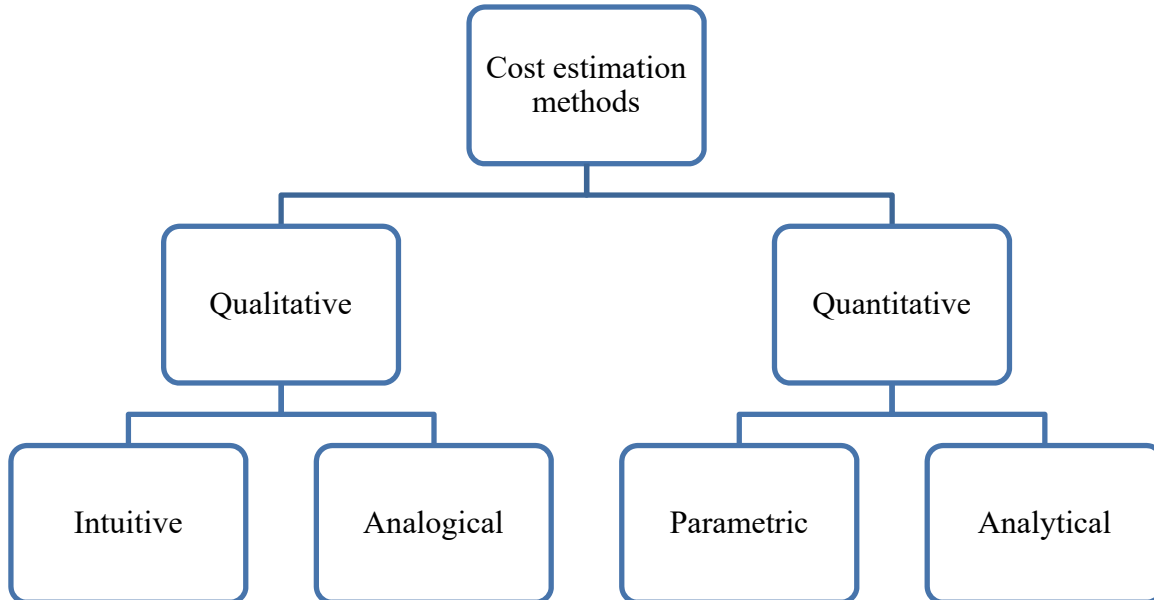 Cost estimation
methods
Qualitative
Quantitative
Intuitive
Analogical
Parametric
Analytical